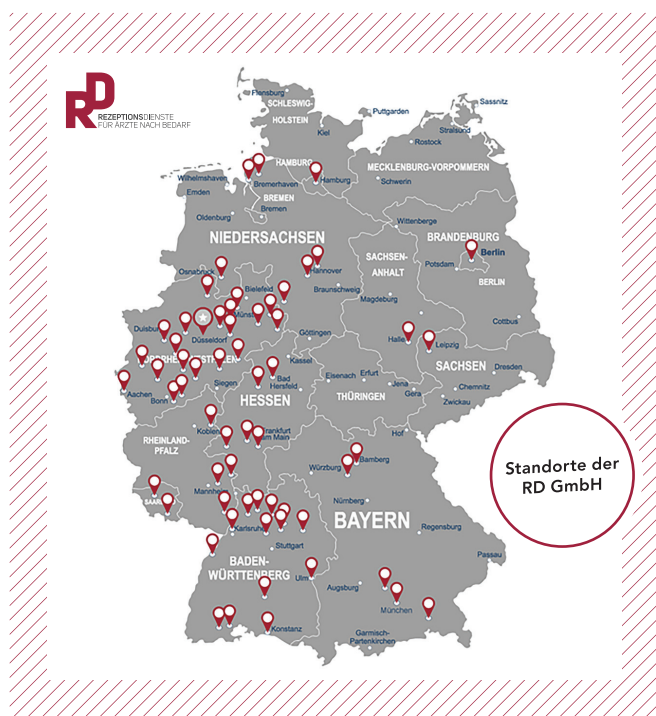 RD
REZEPTIONSDIENSTE
FÜR ÄRZTE NACH BEDARF
Flensburg
SCHLESWIG-
HOLSTEIN
Kiel
Puttgarden
Sassnitz
Stralsund
Rostock
MECKLENBURG-VORPOMMERN
Schwerin
HAMBURG
Hamburg
Wilhelmshaven
Bremerhaven
Emden
BREMEN
Bremen
Oldenburg
Wittenberge
NIEDERSACHSEN
BRANDENBURG
Berlin
SACHSEN-
ANHALT
Potsdam
BERLIN
Osnabrück
Hannover
Braunschweig
Bielefeld
Magdeburg
Cottbus
Duisburg
Düsseldorf
Göttingen
Halle
Leipzig
Kassel
SACHSEN
Dresden
Aachen
Bonn
Siegen
Bad
Hersfeld
Eisenach
Erfurt
Jena
Gera
Chemnitz
Zwickau
HESSEN
THÜRINGEN
Frankfurt
am Main
Hof
RHEINLAND-
PFALZ
Würzburg
Bamberg
Standorte der
RD GmbH
Nürnberg
BAYERN
Regensburg
Karlsruhe
Stuttgart
Passau
BADEN-
WÜRTTEMBERG
Ulm
Augsburg
München
Konstanz
Garmisch-
Partenkirchen